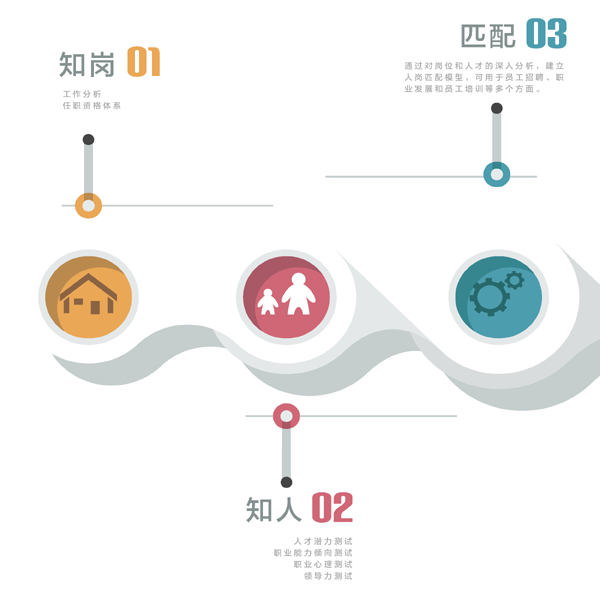 知岗 01
工作分析
任职资格体系
匹配 03
通过对岗位和人才的深入分析，建立
人岗匹配模型，可用于员工招聘、职
业发展和员工培训等多个方面。
知人 02
人才潜力测试
职业能力倾向测试
职业心理测试
领导力测试